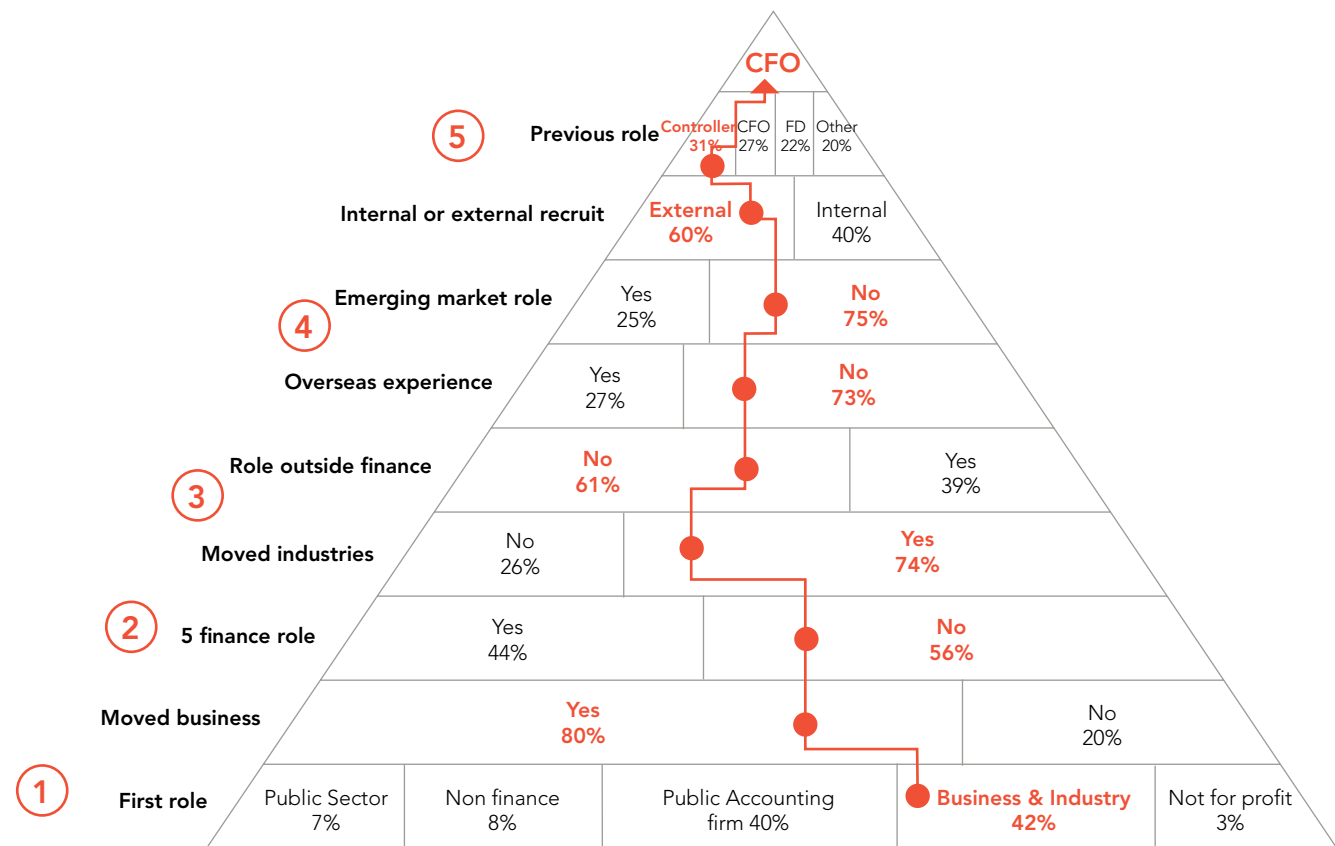 CFO
5
Previous role
Controller
31%
CFO
27%
FD
22%
Other
20%
Internal or external recruit
External
60%
Internal
40%
4
Emerging market role
Yes
25%
No
75%
Overseas experience
Yes
27%
No
73%
3
Role outside finance
No
61%
Yes
39%
Moved industries
No
26%
Yes
74%
2
5 finance role
Yes
44%
No
56%
Moved business
Yes
80%
No
20%
1
First role
Public Sector
7%
Non finance
8%
Public Accounting
firm 40%
Business & Industry
42%
Not for profit
3%